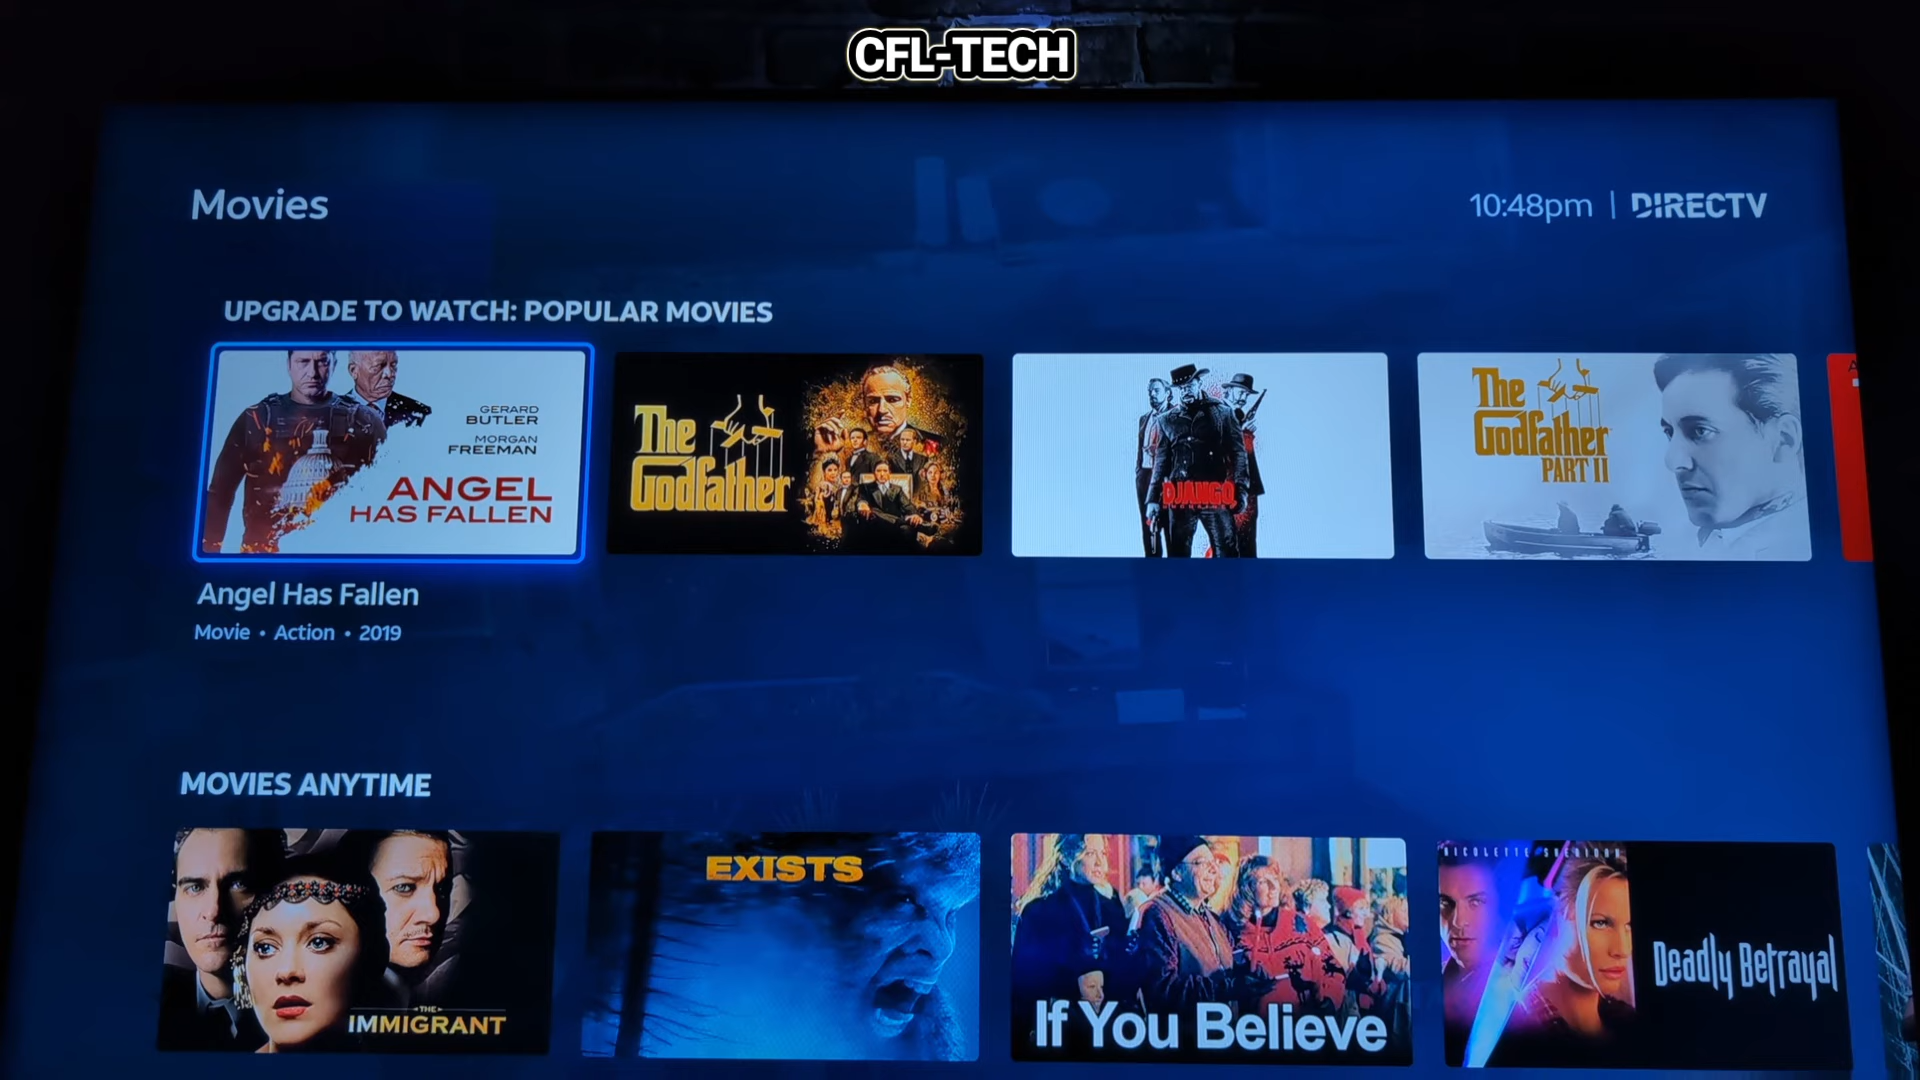 CFL-TECH
Movies
10:48pm | DIRECTV
UPGRADE TO WATCH: POPULAR MOVIES
GERARD
BUTLER
MORGAN
FREEMAN
ANGEL
HAS FALLEN
The
Godfather
DJANGO
The
Godfather
PART II
Angel Has Fallen
Movie • Action • 2019
MOVIES ANYTIME
THE
IMMIGRANT
EXISTS
If You Believe
NICOLETTE SHERIDAN
Deadly Betrayal